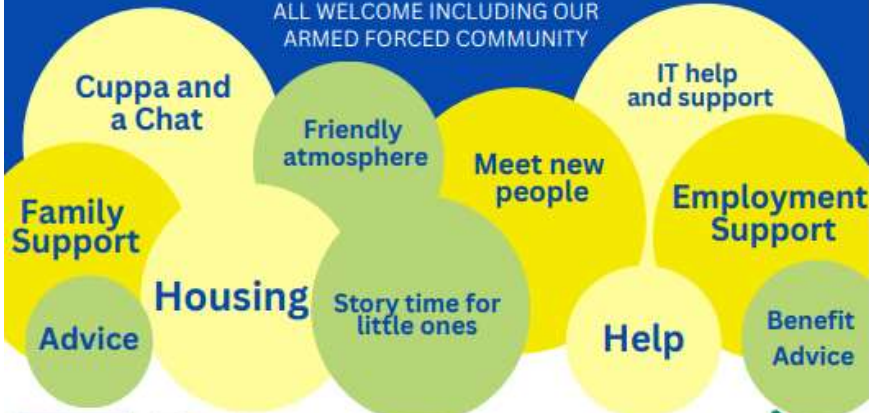 ALL WELCOME INCLUDING OUR
ARMED FORCED COMMUNITY
Cuppa and
a Chat
IT help
and support
Friendly
atmosphere
Meet new
people
Employment
Support
Family
Support
Housing
Story time for
little ones
Advice
Help
Benefit
Advice